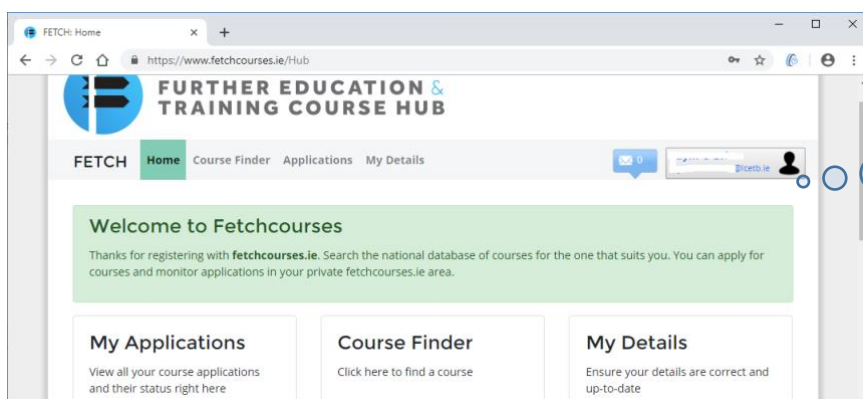 FETCH: Home
https://www.fetchcourses.ie/Hub
FURTHER EDUCATION &
TRAINING COURSE HUB
FETCH Home Course Finder Applications My Details 0
@lcetb.ie
Welcome to Fetchcourses
Thanks for registering with fetchcourses.ie. Search the national database of courses for the one that suits you. You can apply for
courses and monitor applications in your private fetchcourses.ie area.
My Applications
View all your course applications
and their status right here
Course Finder
Click here to find a course
My Details
Ensure your details are correct and
up-to-date